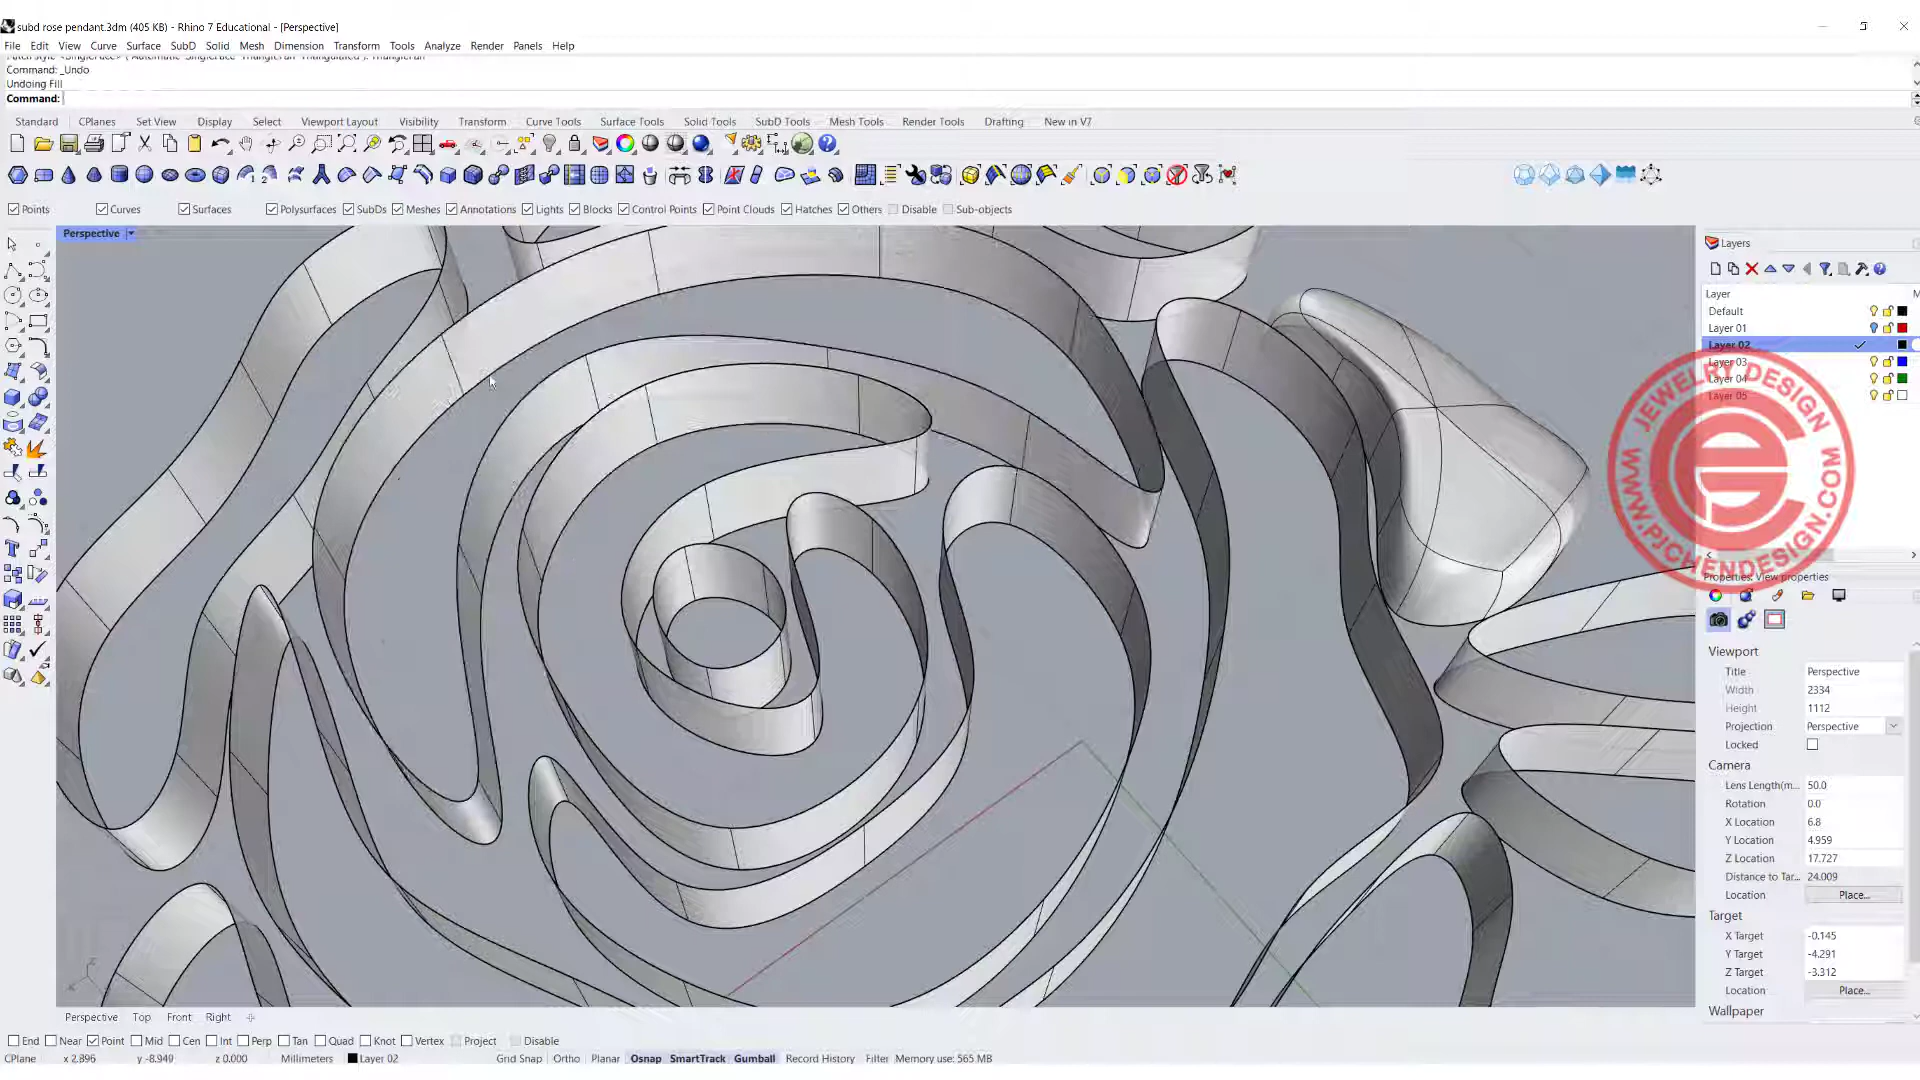 subd rose pendant.3dm (405 KB) - Rhino 7 Educational - [Perspective]
File Edit View Curve Surface SubD Solid Mesh Dimension Transform Tools Analyze Render Panels Help
Command: _Undo
Undoing Fill
Command:
Standard CPlanes Set View Display Select Viewport Layout Visibility Transform Curve Tools Surface Tools Solid Tools SubD Tools Mesh Tools Render Tools Drafting New in V7
Points Curves Surfaces Polysurfaces SubDs Meshes Annotations Lights Blocks Control Points Point Clouds Hatches Others Disable Sub-objects
Perspective
Layers
Layer M
Default
Layer 01
Layer 02
Layer 03
Layer 04
Layer 05
JEWELRY DESIGN
WWW.PJCHENDESIGN.COM
Properties: View properties
Viewport
Title Perspective
Width 2334
Height 1112
Projection Perspective
Locked
Camera
Lens Length(m... 50.0
Rotation 0.0
X Location 6.8
Y Location 4.959
Z Location 17.727
Distance to Tar... 24.009
Location Place...
Target
X Target -0.145
Y Target -4.291
Z Target -3.312
Location Place...
Wallpaper
Perspective Top Front Right
End Near Point Mid Cen Int Perp Tan Quad Knot Vertex Project Disable
CPlane x 2.896 y -8.949 z 0.000 Millimeters Layer 02 Grid Snap Ortho Planar Osnap SmartTrack Gumball Record History Filter Memory use: 565 MB